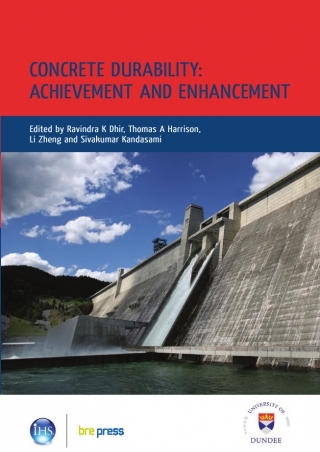 CONCRETE DURABILITY:
ACHIEVEMENT AND ENHANCEMENT
Edited by Ravindra K Dhir, Thomas A Harrison,
Li Zheng and Sivakumar Kandasami
IHS
bre press
UNIVERSITY OF
DUNDEE